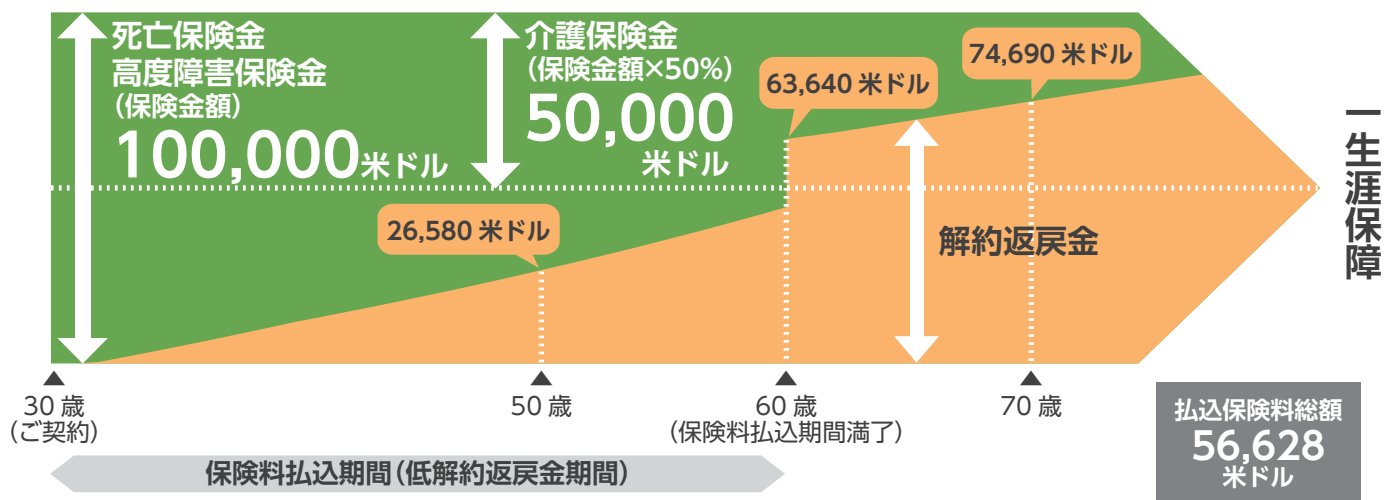 死亡保険金
高度障害保険金
（保険金額）
100,000米ドル
介護保険金
（保険金額×50%）
50,000
米ドル
26,580 米ドル
63,640 米ドル
74,690 米ドル
解約返戻金
一生涯保障
30 歳
（ご契約）
50 歳
60 歳
（保険料払込期間満了）
70 歳
保険料払込期間（低解約返戻金期間）
払込保険料総額
56,628
米ドル